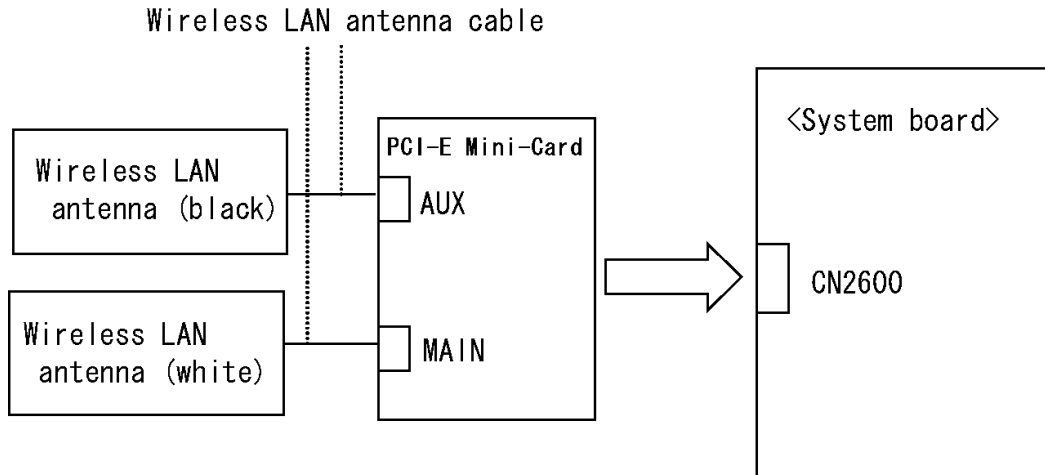 Wireless LAN antenna cable
<System board>
PCI-E Mini-Card
Wireless LAN
antenna (black)
AUX
CN2600
Wireless LAN
antenna (white)
MAIN